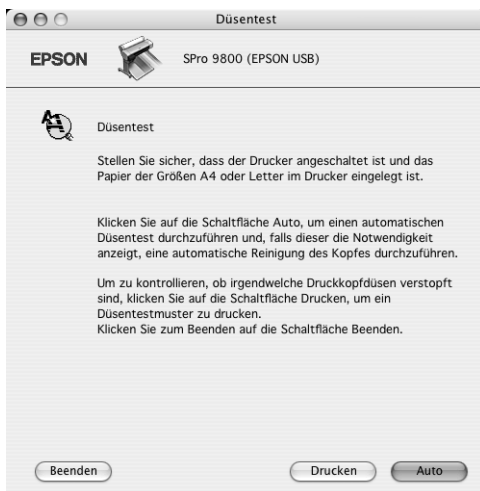 Düsentest
EPSON
SPro 9800 (EPSON USB)
Düsentest
Stellen Sie sicher, dass der Drucker angeschaltet ist und das
Papier der Größen A4 oder Letter im Drucker eingelegt ist.
Klicken Sie auf die Schaltfläche Auto, um einen automatischen
Düsentest durchzuführen und, falls dieser die Notwendigkeit
anzeigt, eine automatische Reinigung des Kopfes durchführen.
Um zu kontrollieren, ob irgendwelche Druckkopfdüsen verstopft
sind, klicken Sie auf die Schaltfläche Drucken, um ein
Düsentestmuster zu drucken.
Klicken Sie zum Beenden auf die Schaltfläche Beenden.
Beenden
Drucken
Auto